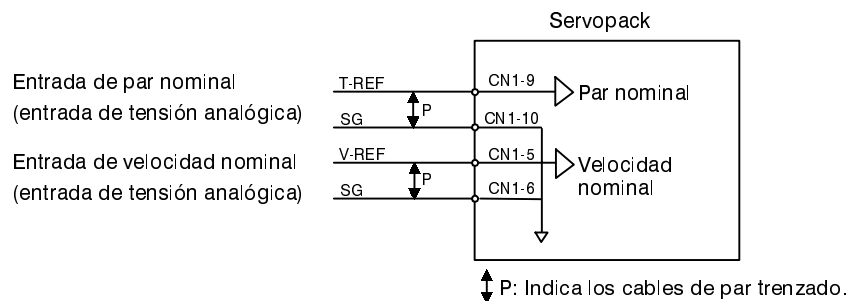 Servopack
Entrada de par nominal
(entrada de tensión analógica)
T-REF
CN1-9
Par nominal
P
SG
CN1-10
Entrada de velocidad nominal
(entrada de tensión analógica)
V-REF
CN1-5
Velocidad
nominal
P
SG
CN1-6
P: Indica los cables de par trenzado.